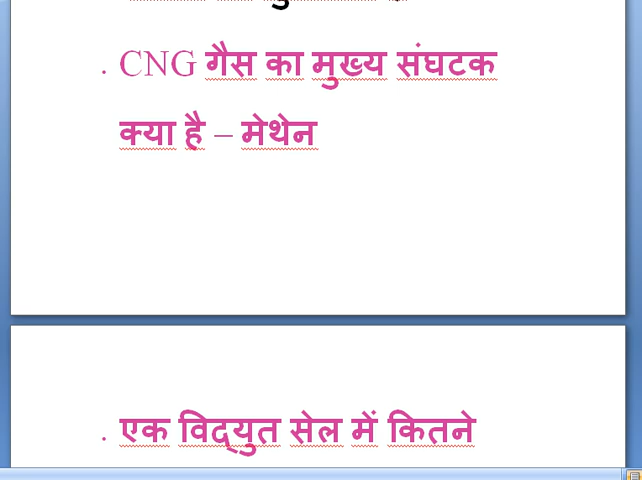 . CNG गैस का मुख्य संघटक
क्या है – मेथेन
. एक विद्युत सेल में कितने